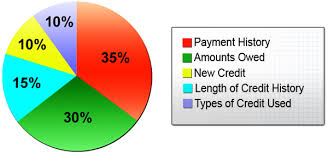 10%
10%
35%
15%
30%
Payment History
Amounts Owed
New Credit
Length of Credit History
Types of Credit Used